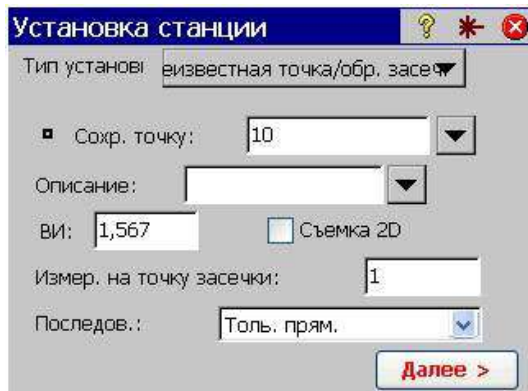 Установка станции ?
Тип установі еизвестная точка/обр. засеч
Сохр. точку: 10
Описание:
ВИ: 1,567 Съемка 2D
Измер. на точку засечки: 1
Последов.: Толь. прям.
Далее >